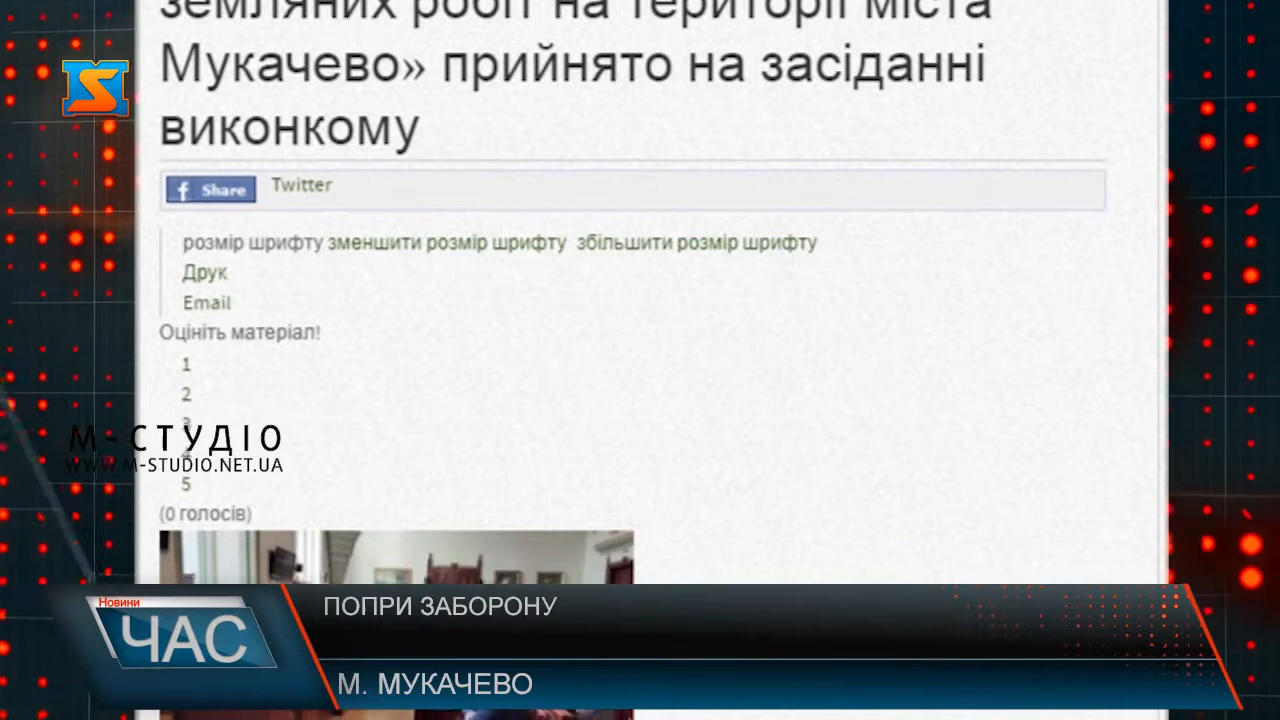 земляних робіт на території міста
Мукачево» прийнято на засіданні
виконкому
Share Twitter
розмір шрифту зменшити розмір шрифту збільшити розмір шрифту
Друк
Email
Оцініть матеріал!
1
2
3
М-СТУДІО
4
WWW.M-STUDIO.NET.UA
5
(0 голосів)
Новини
ЧАС
ПОПРИ ЗАБОРОНУ
М. МУКАЧЕВО